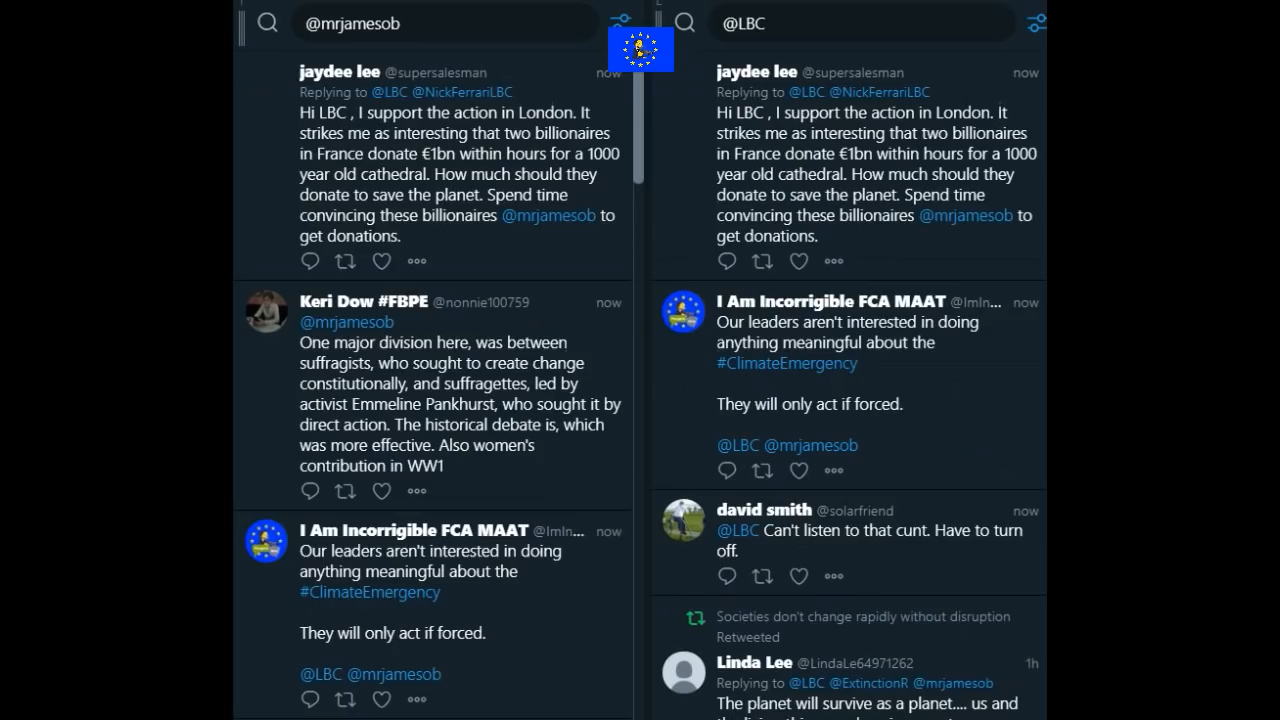 @mrjamesob
jaydee lee @supersalesman now
Replying to @LBC @NickFerrariLBC
Hi LBC , I support the action in London. It
strikes me as interesting that two billionaires
in France donate €1bn within hours for a 1000
year old cathedral. How much should they
donate to save the planet. Spend time
convincing these billionaires @mrjamesob to
get donations.
Keri Dow #FBPE @nonnie100759 now
@mrjamesob
One major division here, was between
suffragists, who sought to create change
constitutionally, and suffragettes, led by
activist Emmeline Pankhurst, who sought it by
direct action. The historical debate is, which
was more effective. Also women's
contribution in WW1
I Am Incorrigible FCA MAAT @ImIn... now
Our leaders aren't interested in doing
anything meaningful about the
#ClimateEmergency
They will only act if forced.
@LBC @mrjamesob
@LBC
jaydee lee @supersalesman now
Replying to @LBC @NickFerrariLBC
Hi LBC , I support the action in London. It
strikes me as interesting that two billionaires
in France donate €1bn within hours for a 1000
year old cathedral. How much should they
donate to save the planet. Spend time
convincing these billionaires @mrjamesob to
get donations.
I Am Incorrigible FCA MAAT @ImIn... now
Our leaders aren't interested in doing
anything meaningful about the
#ClimateEmergency
They will only act if forced.
@LBC @mrjamesob
david smith @solarfriend now
@LBC Can't listen to that cunt. Have to turn
off.
Societies don't change rapidly without disruption
Retweeted
Linda Lee @LindaLe64971262 1h
Replying to @LBC @ExtinctionR @mrjamesob
The planet will survive as a planet.... us and